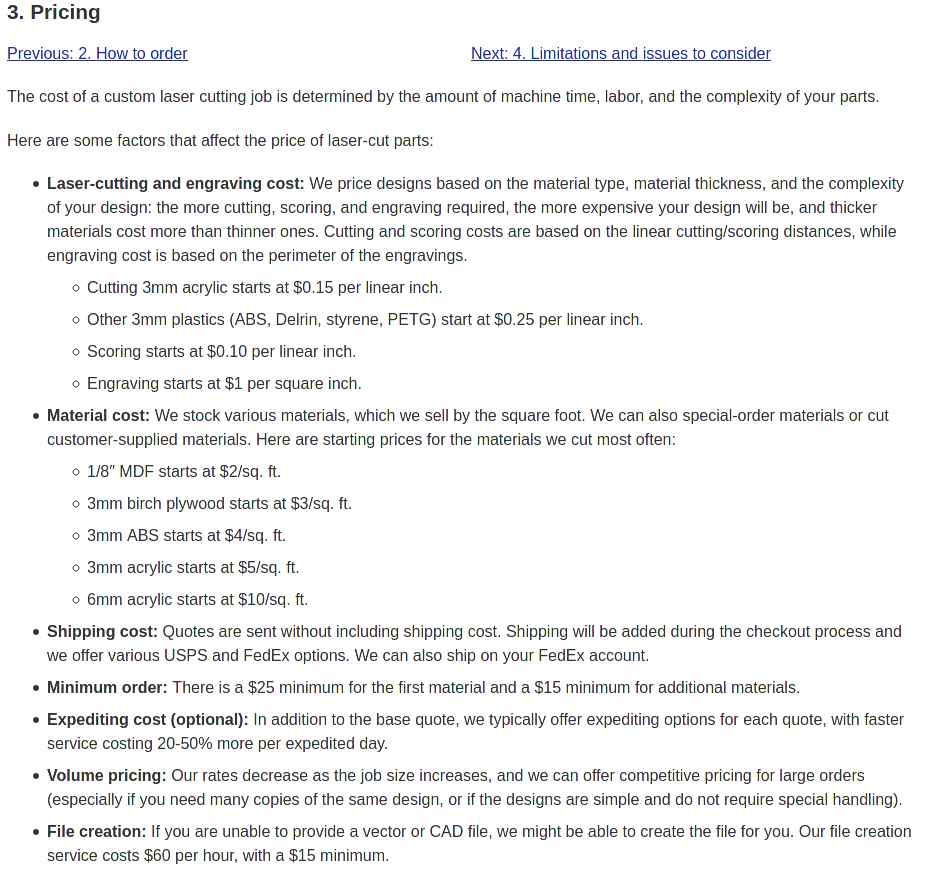 3. Pricing
Previous: 2. How to order
Next: 4. Limitations and issues to consider
The cost of a custom laser cutting job is determined by the amount of machine time, labor, and the complexity of your parts.
Here are some factors that affect the price of laser-cut parts:
Laser-cutting and engraving cost: We price designs based on the material type, material thickness, and the complexity
of your design: the more cutting, scoring, and engraving required, the more expensive your design will be, and thicker
materials cost more than thinner ones. Cutting and scoring costs are based on the linear cutting/scoring distances, while
engraving cost is based on the perimeter of the engravings.
Cutting 3mm acrylic starts at $0.15 per linear inch.
Other 3mm plastics (ABS, Delrin, styrene, PETG) start at $0.25 per linear inch.
Scoring starts at $0.10 per linear inch.
Engraving starts at $1 per square inch.
Material cost: We stock various materials, which we sell by the square foot. We can also special-order materials or cut
customer-supplied materials. Here are starting prices for the materials we cut most often:
1/8″ MDF starts at $2/sq. ft.
3mm birch plywood starts at $3/sq. ft.
3mm ABS starts at $4/sq. ft.
3mm acrylic starts at $5/sq. ft.
6mm acrylic starts at $10/sq. ft.
Shipping cost: Quotes are sent without including shipping cost. Shipping will be added during the checkout process and
we offer various USPS and FedEx options. We can also ship on your FedEx account.
Minimum order: There is a $25 minimum for the first material and a $15 minimum for additional materials.
Expediting cost (optional): In addition to the base quote, we typically offer expediting options for each quote, with faster
service costing 20-50% more per expedited day.
Volume pricing: Our rates decrease as the job size increases, and we can offer competitive pricing for large orders
(especially if you need many copies of the same design, or if the designs are simple and do not require special handling).
File creation: If you are unable to provide a vector or CAD file, we might be able to create the file for you. Our file creation
service costs $60 per hour, with a $15 minimum.